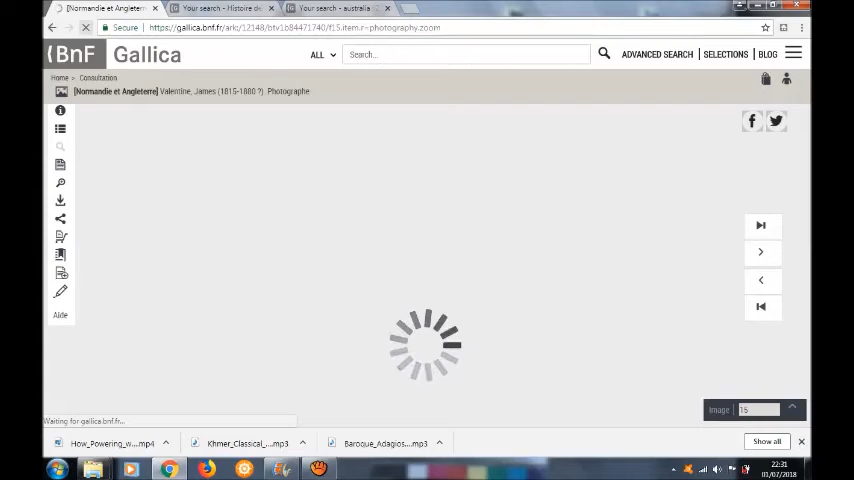 [Normandie et Angleterr
Your search - Histoire de
Your search - australia
Secure
https://gallica.bnf.fr/ark:/12148/btv1b84471740/f15.item.r=photography.zoom
BnF Gallica
ALL
Search...
ADVANCED SEARCH
SELECTIONS
BLOG
Home > Consultation
[Normandie et Angleterre] Valentine, James (1815-1880 ?). Photographe
Aide
Image 15
Waiting for gallica.bnf.fr...
How_Powering_w....mp4
Khmer_Classical_....mp3
Baroque_Adagios....mp3
Show all
22:31
01/07/2018